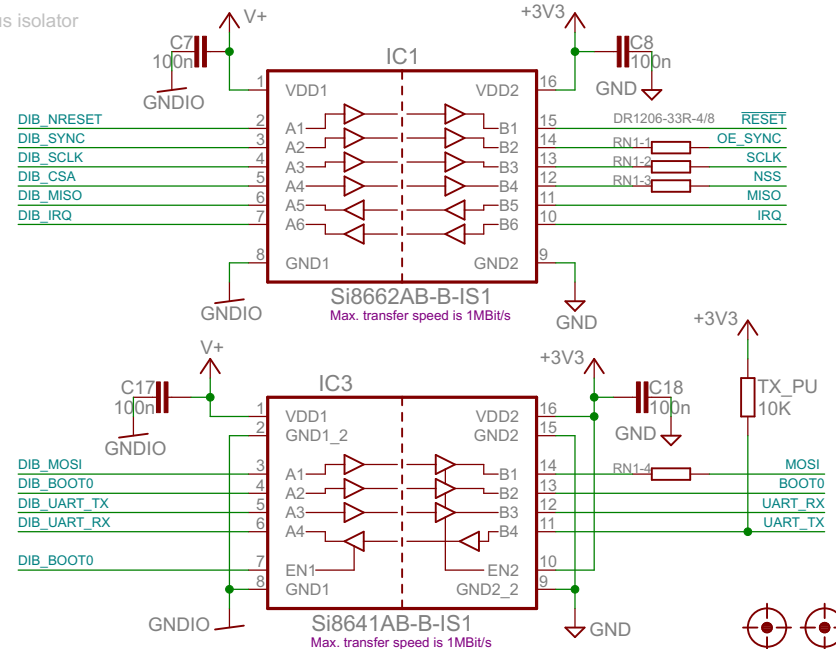 us isolator
V+
+3V3
C7
100n
GNDIO
IC1
C8
100n
GND
1
VDD1
VDD2
16
DIB_NRESET
2
A1
B1
15
DR1206-33R-4/8
RESET
DIB_SYNC
3
A2
B2
14
RN1-1
OE_SYNC
DIB_SCLK
4
A3
B3
13
RN1-2
SCLK
DIB_CSA
5
A4
B4
12
RN1-3
NSS
DIB_MISO
6
A5
B5
11
MISO
DIB_IRQ
7
A6
B6
10
IRQ
8
GND1
GND2
9
GNDIO
Si8662AB-B-IS1
Max. transfer speed is 1MBit/s
GND
V+
+3V3
+3V3
C17
100n
GNDIO
IC3
C18
100n
GND
TX_PU
10K
1
VDD1
VDD2
16
2
GND1_2
GND2
15
DIB_MOSI
3
A1
B1
14
RN1-4
MOSI
DIB_BOOT0
4
A2
B2
13
BOOT0
DIB_UART_TX
5
A3
B3
12
UART_RX
DIB_UART_RX
6
A4
B4
11
UART_TX
DIB_BOOT0
7
EN1
EN2
10
8
GND1
GND2_2
9
GNDIO
Si8641AB-B-IS1
Max. transfer speed is 1MBit/s
GND